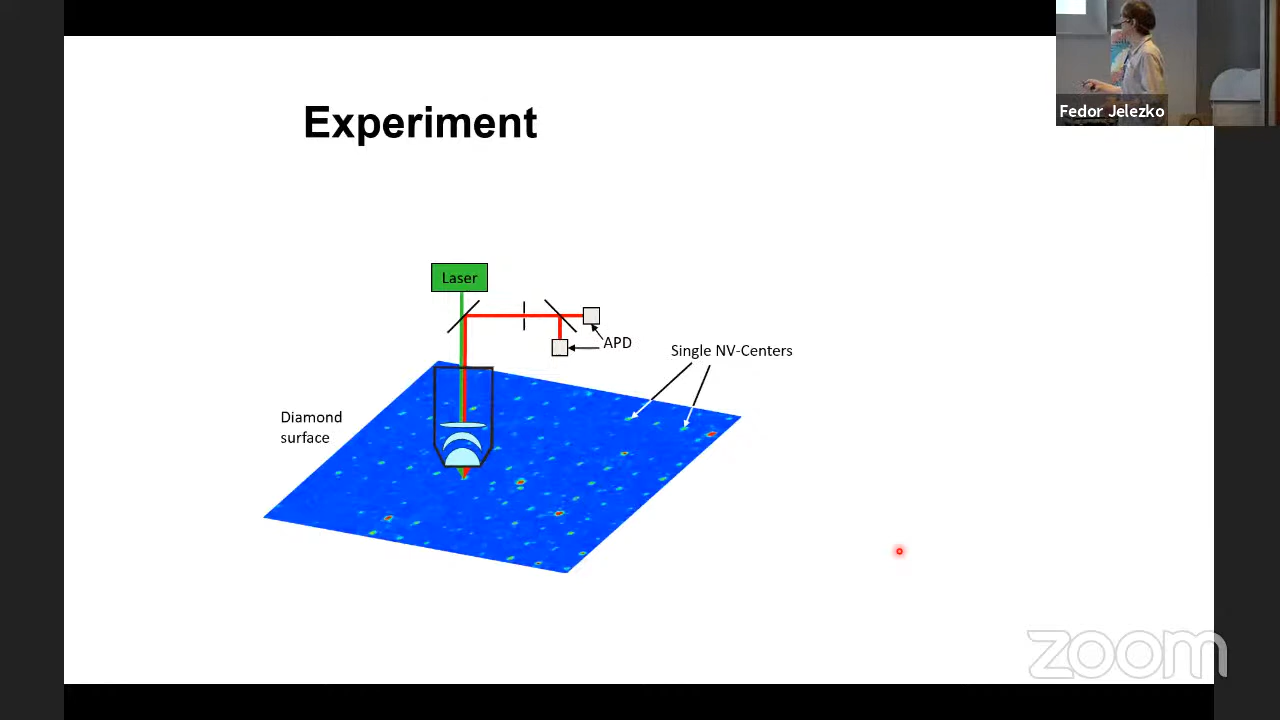 Experiment
Fedor Jelezko
Laser
APD
Single NV-Centers
Diamond
surface
zoom